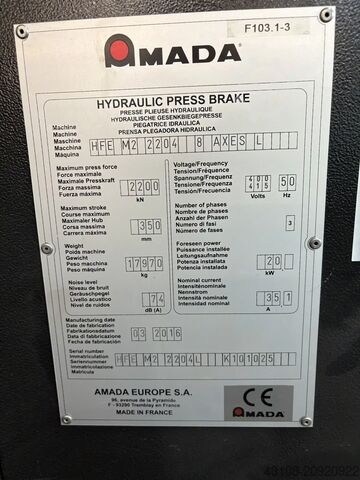 F103.1-3
AMADA
HYDRAULIC PRESS BRAKE
PRESSE PLIEUSE HYDRAULIQUE
HYDRAULISCHE GESENKBIEGEPRESSE
PIEGATRICE IDRAULICA
PRENSA PLEGADORA HIDRAULICA
Machine
Machine
Maschine
Macchina
Máquina
HFE M2 2204 8 AXES L
Maximum press force
Force maximale
Maximale Presskraft
Forza massima
Fuerza máxima
2200
kN
Maximum stroke
Course maximum
Maximaler Hub
Corsa massima
Carrera máxima
350
mm
Weight
Poids machine
Gewicht
Peso macchina
Peso máquina
17970
kg
Noise level
Niveau de bruit
Geräuschpegel
Livello acustico
Nivel de ruidos
74
dB (A)
Voltage/Frequency
Tension/Fréquence
Spannung/Frequenz
Tensione/Frequenza
Tensión/Frecuencia
400
415
Volts
50
Hz
Number of phases
Nombre de phases
Anzahl der Phasen
Numero di fasi
Número de fases
3
Foreseen power
Puissance installée
Leitungsaufnahme
Potenza installata
Potencia instalada
20
kW
Nominal current
Intensité nominale
Nennstrom
Intensità nominale
Intensidad nominal
35.1
A
Manufacturing date
Date de fabrication
Fabrikationsdatum
Data di fabbricazione
Fecha de fabricación
03 2016
Serial number
Immatriculation
Seriennummer
Immatricolazione
Matricula
HFE M2 2204L K101025
AMADA EUROPE S.A.
96, avenue de la Pyramide
F - 93290 Tremblay en France
MADE IN FRANCE
CE
AMADA